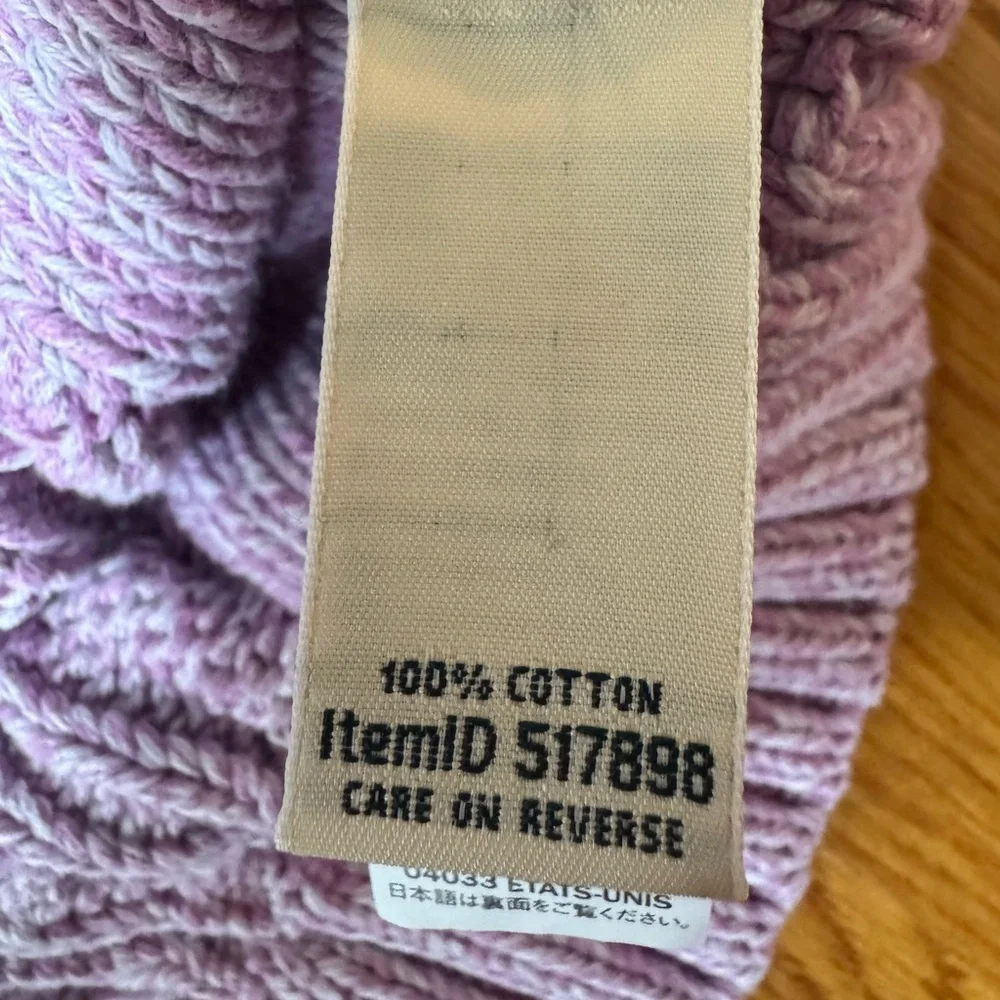 100% COTTON
ItemID 517898
CARE ON REVERSE
04033 ETATS-UNIS
日本語は裏面をご覧ください。